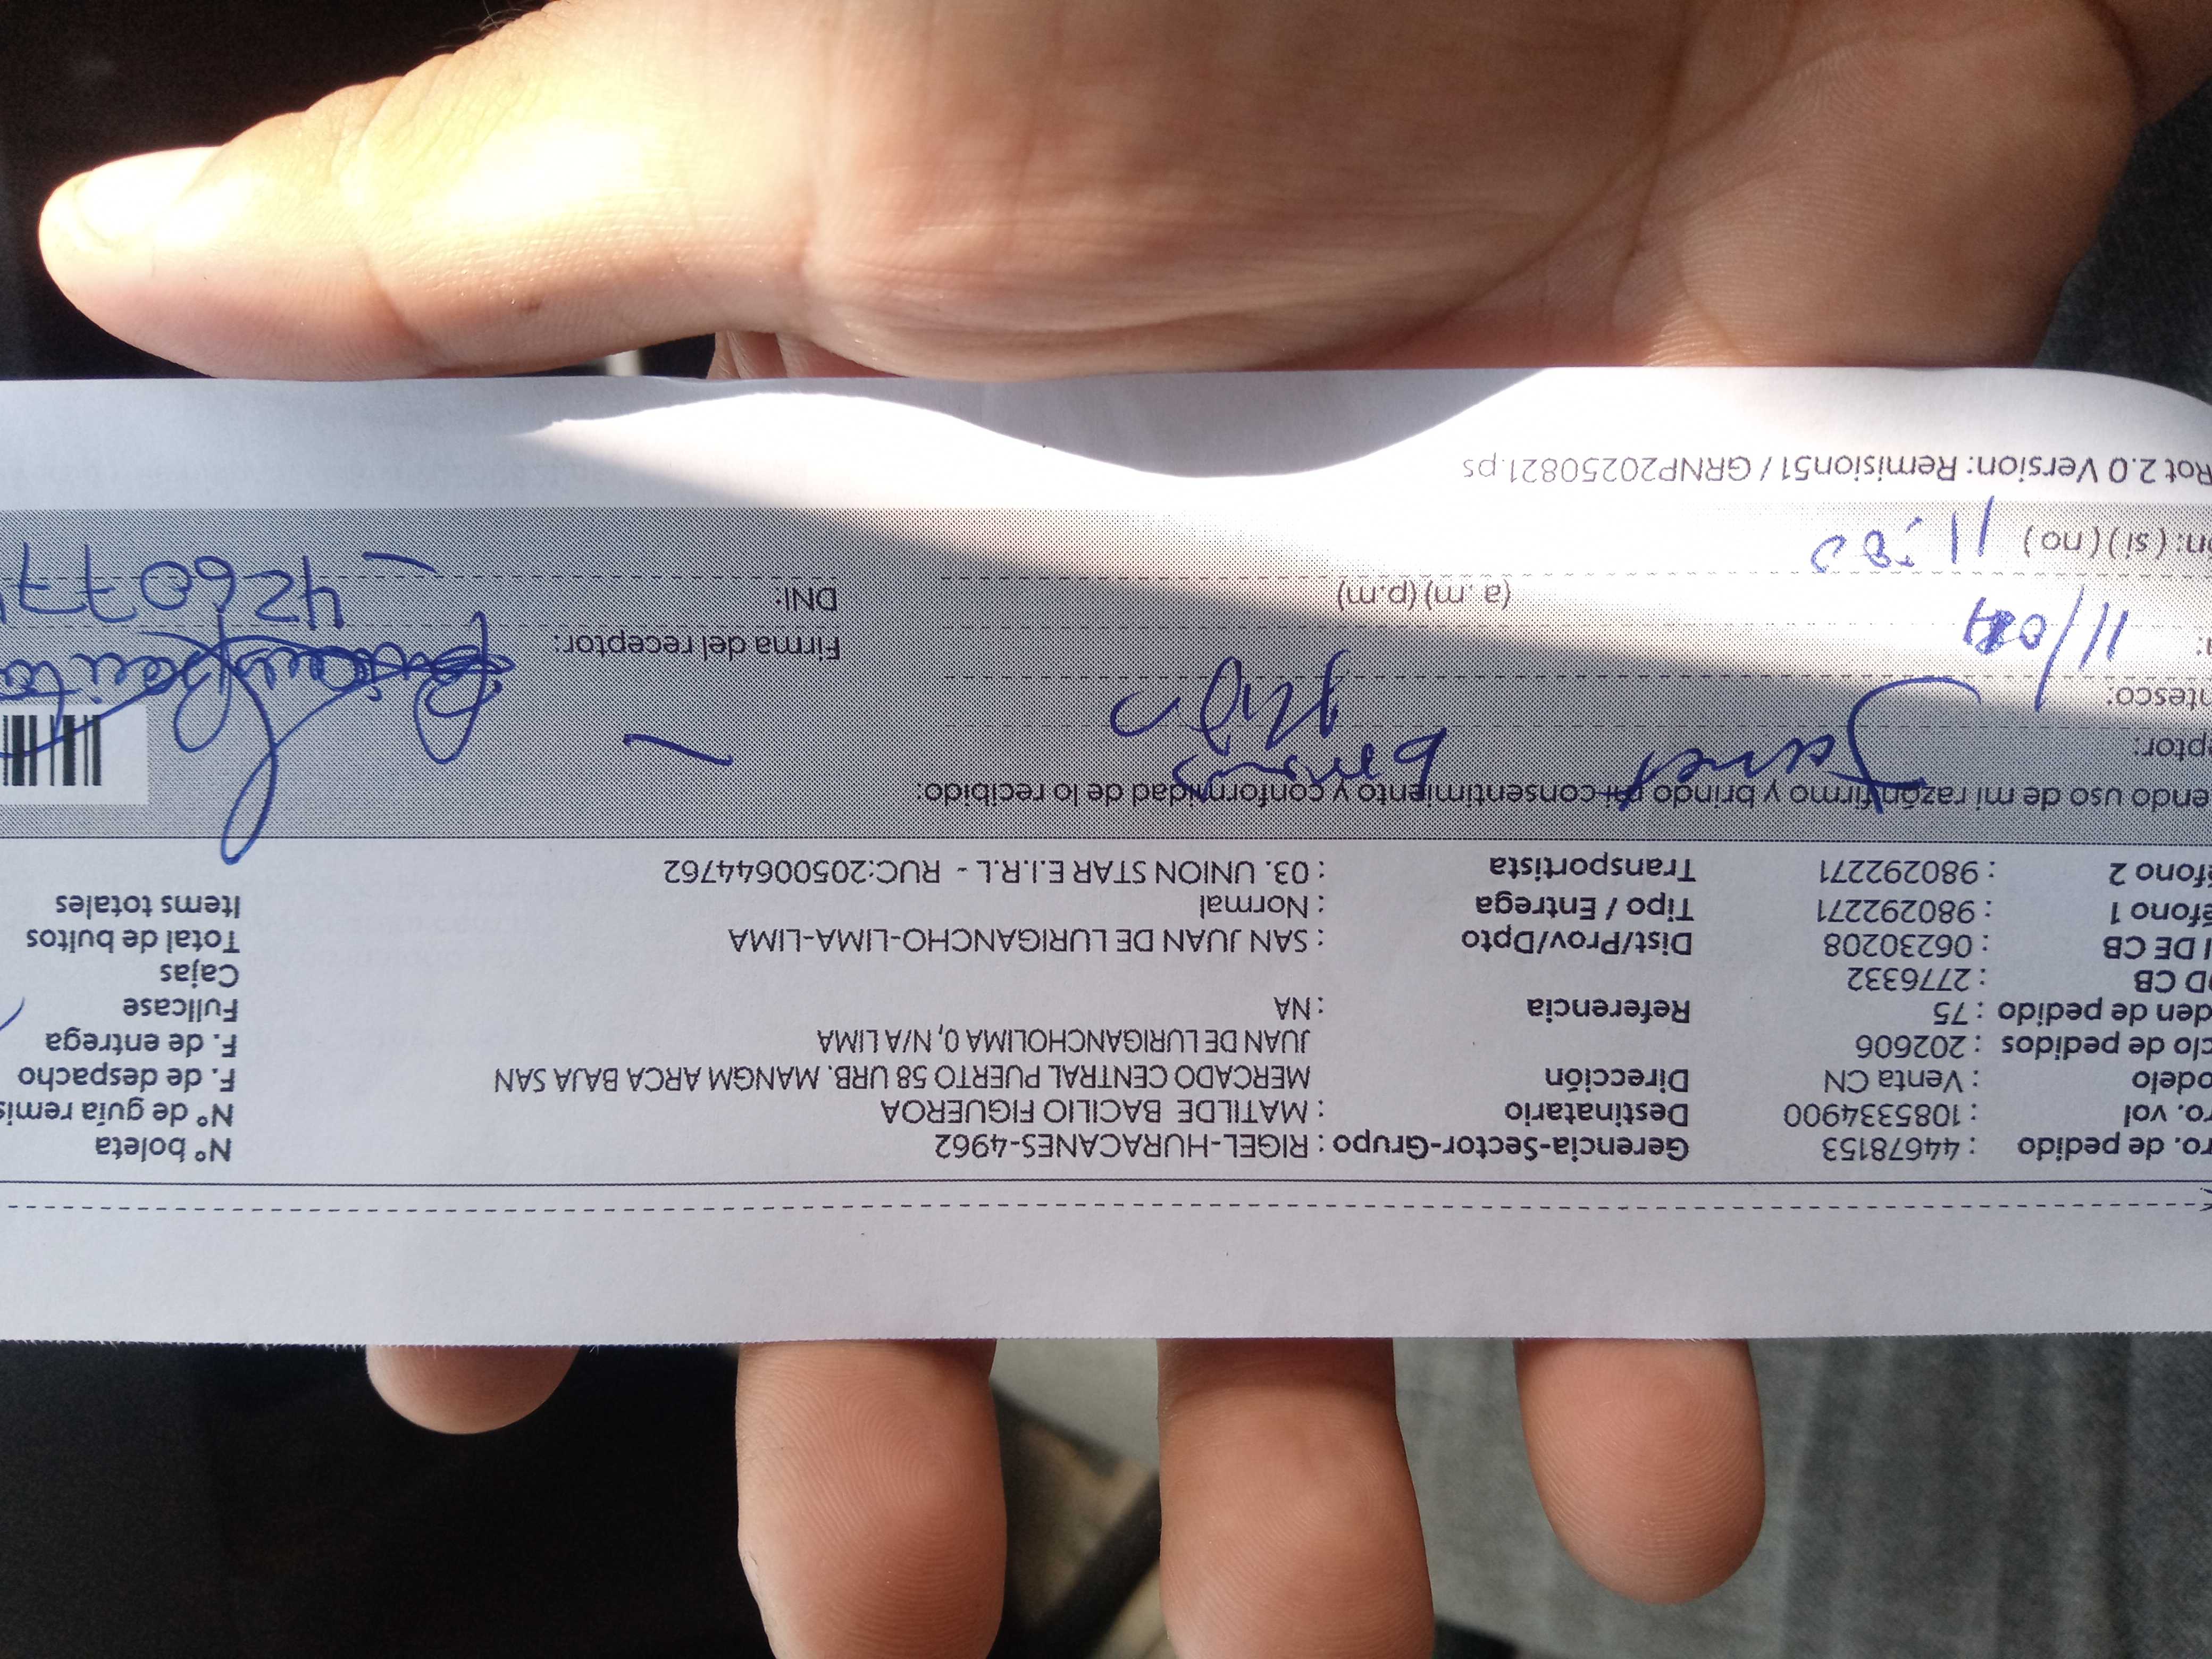 ro. de pedido : 44678153 Gerencia-Sector-Grupo : RIGEL-HURACANES-4962 N° boleta
ro. vol : 1085334900 Destinatario : MATILDE BACILIO FIGUEROA N° de guía remis
odelo : Venta CN Dirección MERCADO CENTRAL PUERTO 58 URB. MANGM ARCA BAJA SAN F. de despacho
clo de pedidos : 202606 JUAN DE LURIGANCHOLIMA 0, N/A LIMA F. de entrega
den de pedido : 75 Referencia : NA Fullcase
OD CB : 2776332 Cajas
I DE CB : 06230208 Dist/Prov/Dpto : SAN JUAN DE LURIGANCHO-LIMA-LIMA Total de bultos
éfono 1 : 980292271 Tipo / Entrega : Normal Items totales
éfono 2 : 980292271 Transportista : 03. UNION STAR E.I.R.L - RUC:20500644762
endo uso de mi razón firmo y brindo mi consentimiento y conformidad de lo recibido:
ptor: Janet
ntesco:
11/ Firma del receptor:
(a .m) (p.m) DNI: 426077
n: (si) (no) 11:00
Rot 2.0 Version: Remision51 / GRNP20250821.ps